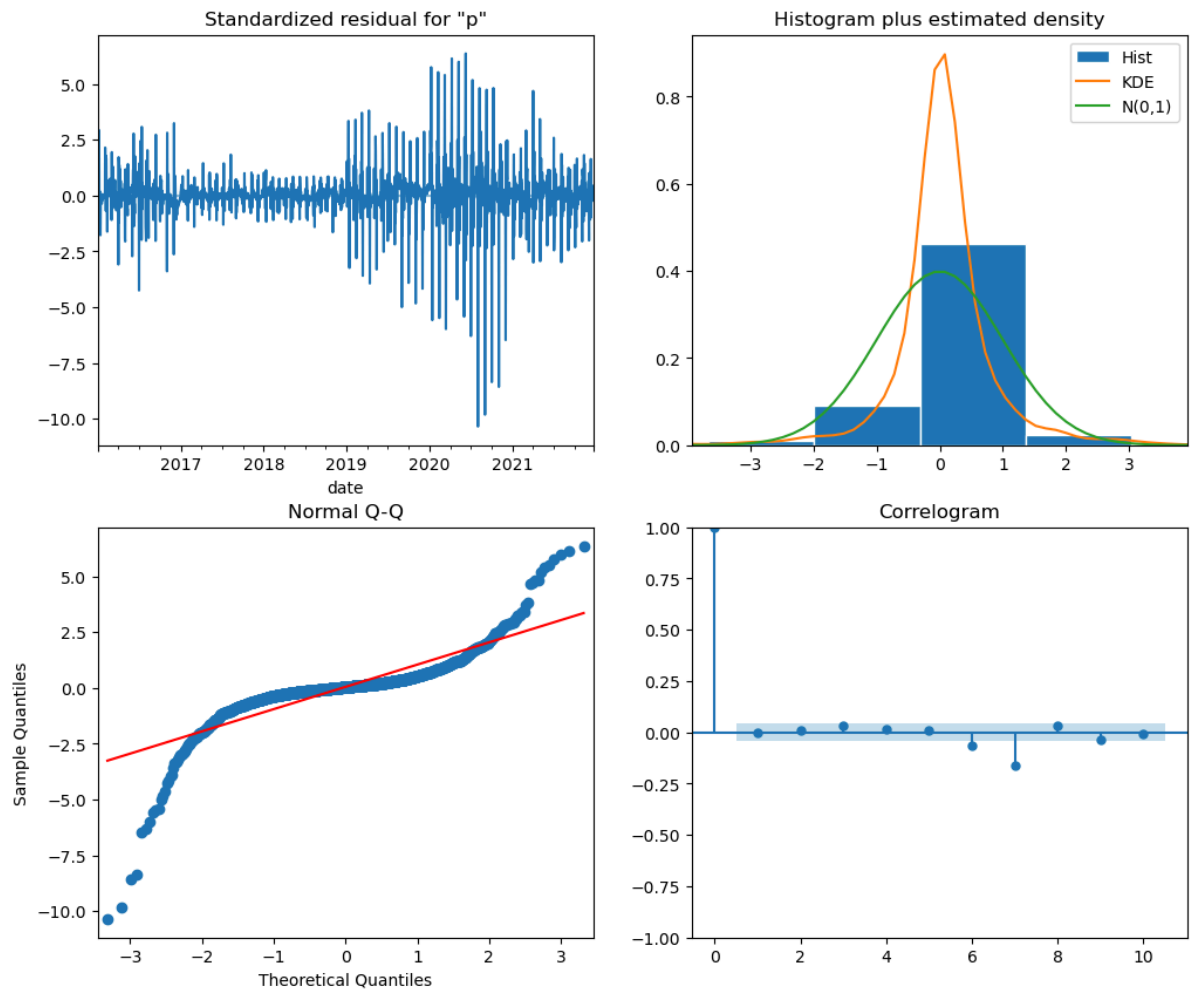 Standardized residual for "p"
5.0
2.5
0.0
−2.5
−5.0
−7.5
−10.0
2017 2018 2019 2020 2021
date
Histogram plus estimated density
Hist
KDE
N(0,1)
0.8
0.6
0.4
0.2
0.0
−3 −2 −1 0 1 2 3
Normal Q-Q
Sample Quantiles
5.0
2.5
0.0
−2.5
−5.0
−7.5
−10.0
−3 −2 −1 0 1 2 3
Theoretical Quantiles
Correlogram
1.00
0.75
0.50
0.25
0.00
−0.25
−0.50
−0.75
−1.00
0 2 4 6 8 10